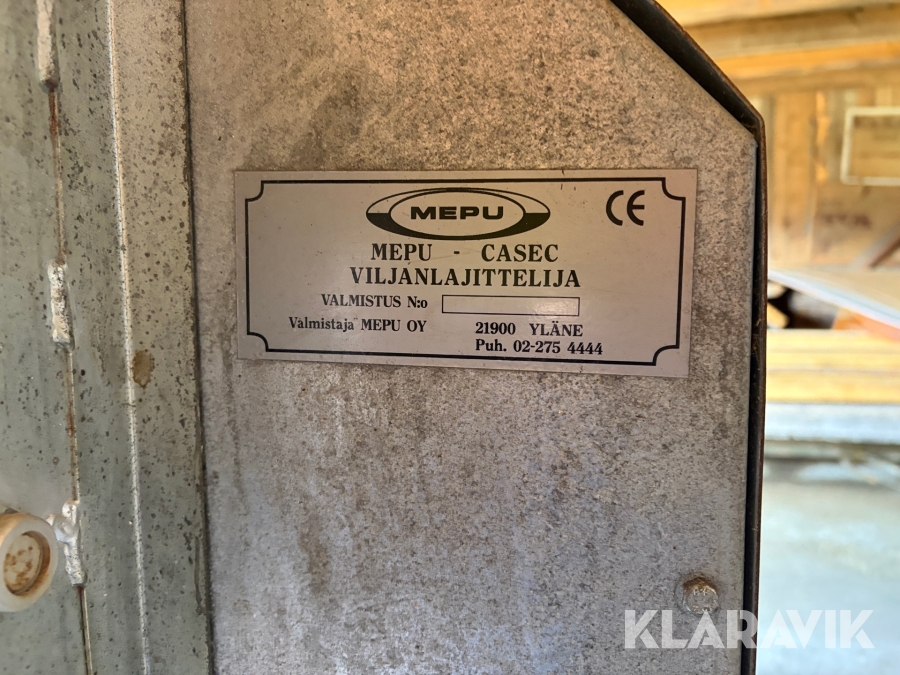 MEPU
CE
MEPU - CASEC
VILJANLAJITTELIJA
VALMISTUS N:o
Valmistaja MEPU OY 21900 YLÄNE
Puh. 02-275 4444
KLARAVIK